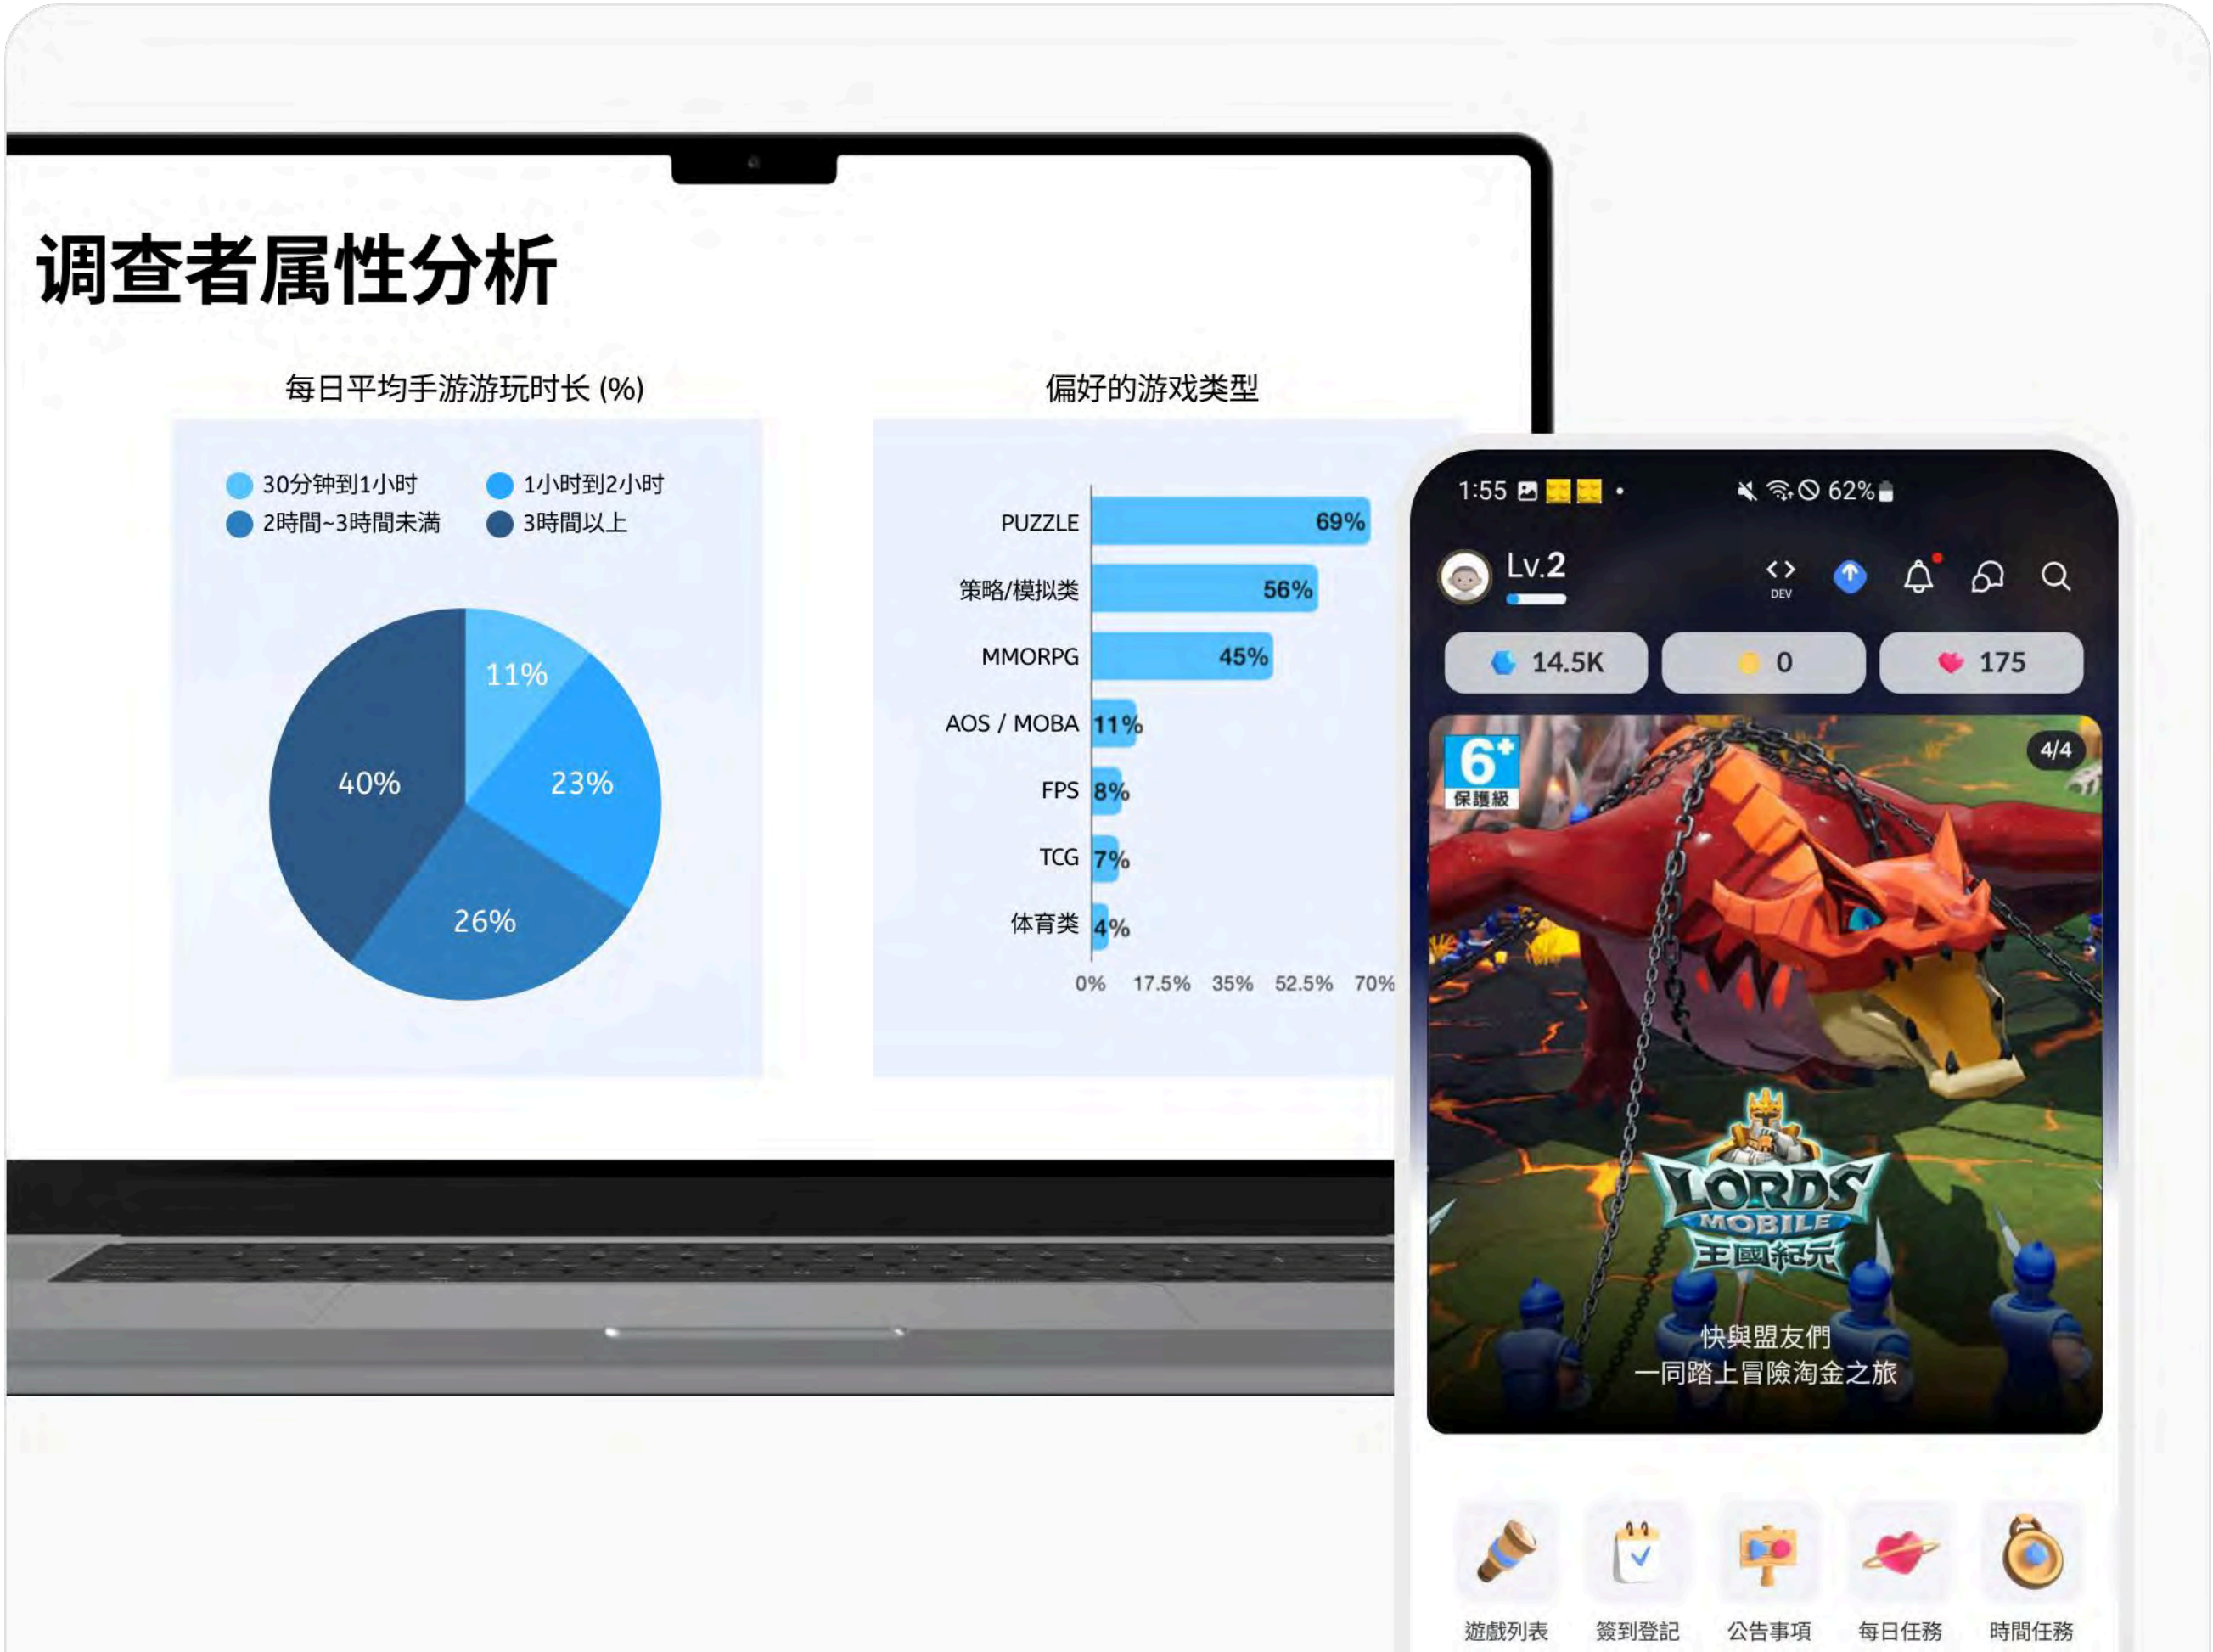 调查者属性分析
每日平均手游游玩时长 (%)
30分钟到1小时
1小时到2小时
2時間~3時間未満
3時間以上
11%
23%
26%
40%
偏好的游戏类型
PUZZLE
69%
策略/模拟类
56%
MMORPG
45%
AOS / MOBA
11%
FPS
8%
TCG
7%
体育类
4%
0% 17.5% 35% 52.5% 70%
1:55
62%
Lv.2
DEV
14.5K
0
175
6+
保護級
4/4
LORDS
MOBILE
王國紀元
快與盟友們
一同踏上冒險淘金之旅
遊戲列表
簽到登記
公告事項
每日任務
時間任務